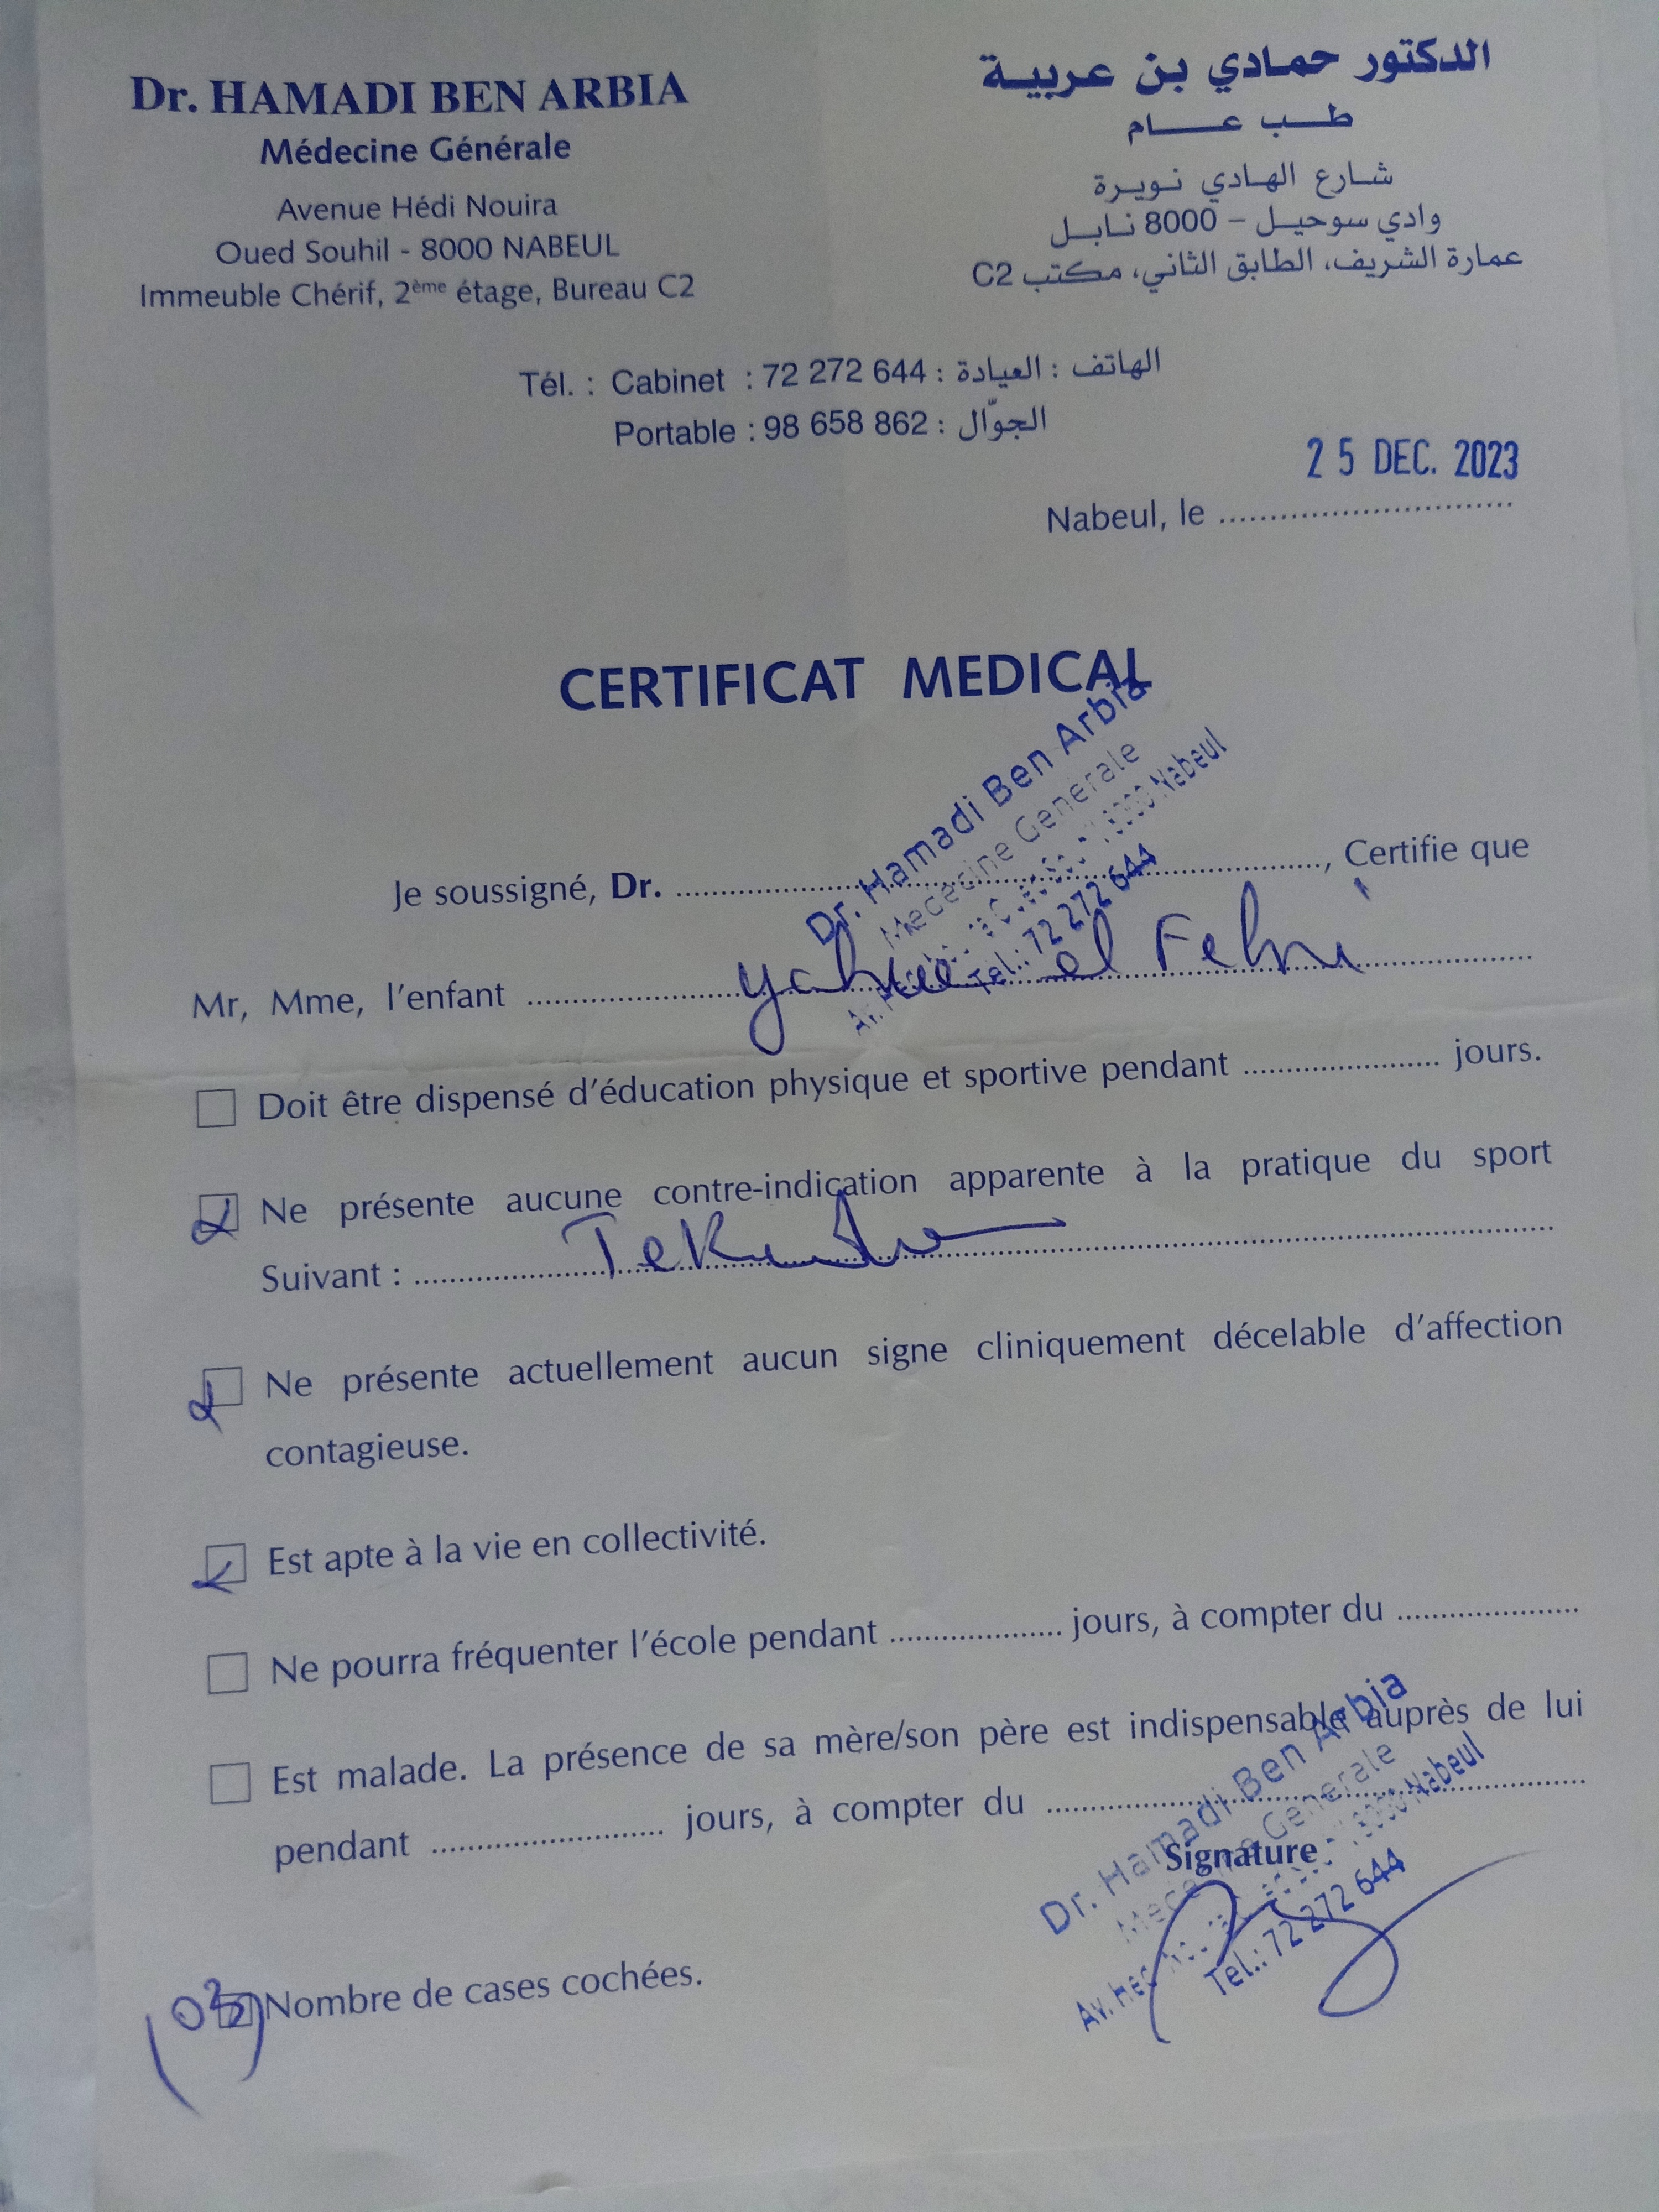 Dr. HAMADI BEN ARBIA
Médecine Générale
Avenue Hédi Nouira
Oued Souhil - 8000 NABEUL
Immeuble Chérif, 2ème étage, Bureau C2
الدكتور حمادي بن عربية
طب عام
شارع الهادي نويرة
وادي سوحيل – 8000 نابل
عمارة الشريف، الطابق الثاني، مكتب C2
Tél. : Cabinet : 72 272 644 : الهاتف : العيادة
Portable : 98 658 862 : الجوّال
25 DEC. 2023
Nabeul, le
CERTIFICAT MEDICAL
Dr. Hamadi Ben Arbia
Médecine Générale
8000 Nabeul
Tél.: 72 272 644
Je soussigné, Dr. , Certifie que
Mr, Mme, l'enfant el
Doit être dispensé d'éducation physique et sportive pendant jours.
Ne présente aucune contre-indication apparente à la pratique du sport
Suivant :
Ne présente actuellement aucun signe cliniquement décelable d'affection
contagieuse.
Est apte à la vie en collectivité.
Ne pourra fréquenter l'école pendant jours, à compter du
Est malade. La présence de sa mère/son père est indispensable auprès de lui
pendant jours, à compter du
Signature
Dr. Hamadi Ben Arbia
Médecine Générale
8000 Nabeul
Tél.: 72 272 644
(03) Nombre de cases cochées.